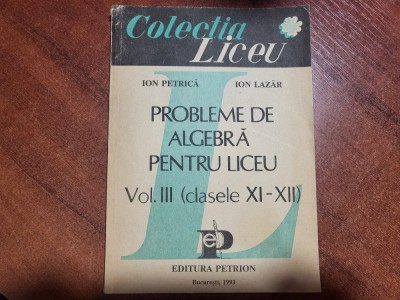 Colecția
Liceu
ION PETRICĂ ION LAZĂR
PROBLEME DE
ALGEBRĂ
PENTRU LICEU
Vol. III (clasele XI-XII)
EDITURA PETRION
București, 1993